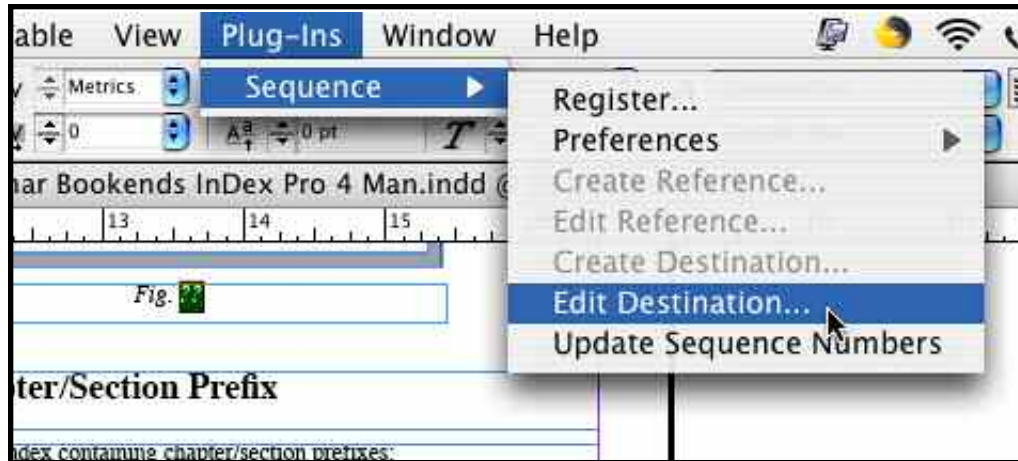 able View Plug-Ins Window Help
Metrics Sequence
0 0 pt T
Register...
Preferences
Create Reference...
Edit Reference...
Create Destination...
Edit Destination...
Update Sequence Numbers
nar Bookends InDex Pro 4 Man.indd @
13 14 15
Fig. ??
ter/Section Prefix
ndex containing chapter/section prefixes: